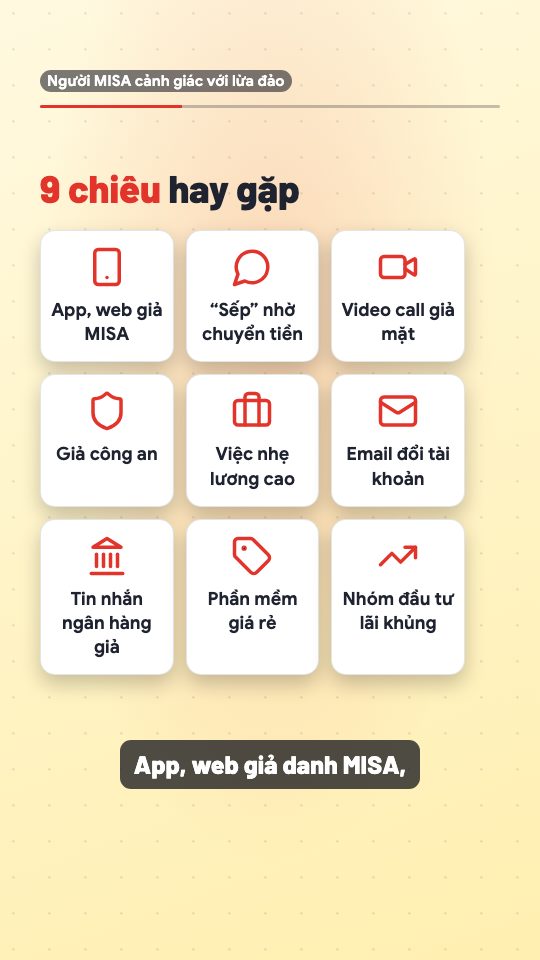 Người MISA cảnh giác với lừa đảo
9 chiêu hay gặp
App, web giả
MISA
“Sếp” nhờ
chuyển tiền
Video call giả
mặt
Giả công an
Việc nhẹ
lương cao
Email đổi tài
khoản
Tin nhắn
ngân hàng
giả
Phần mềm
giá rẻ
Nhóm đầu tư
lãi khủng
App, web giả danh MISA,